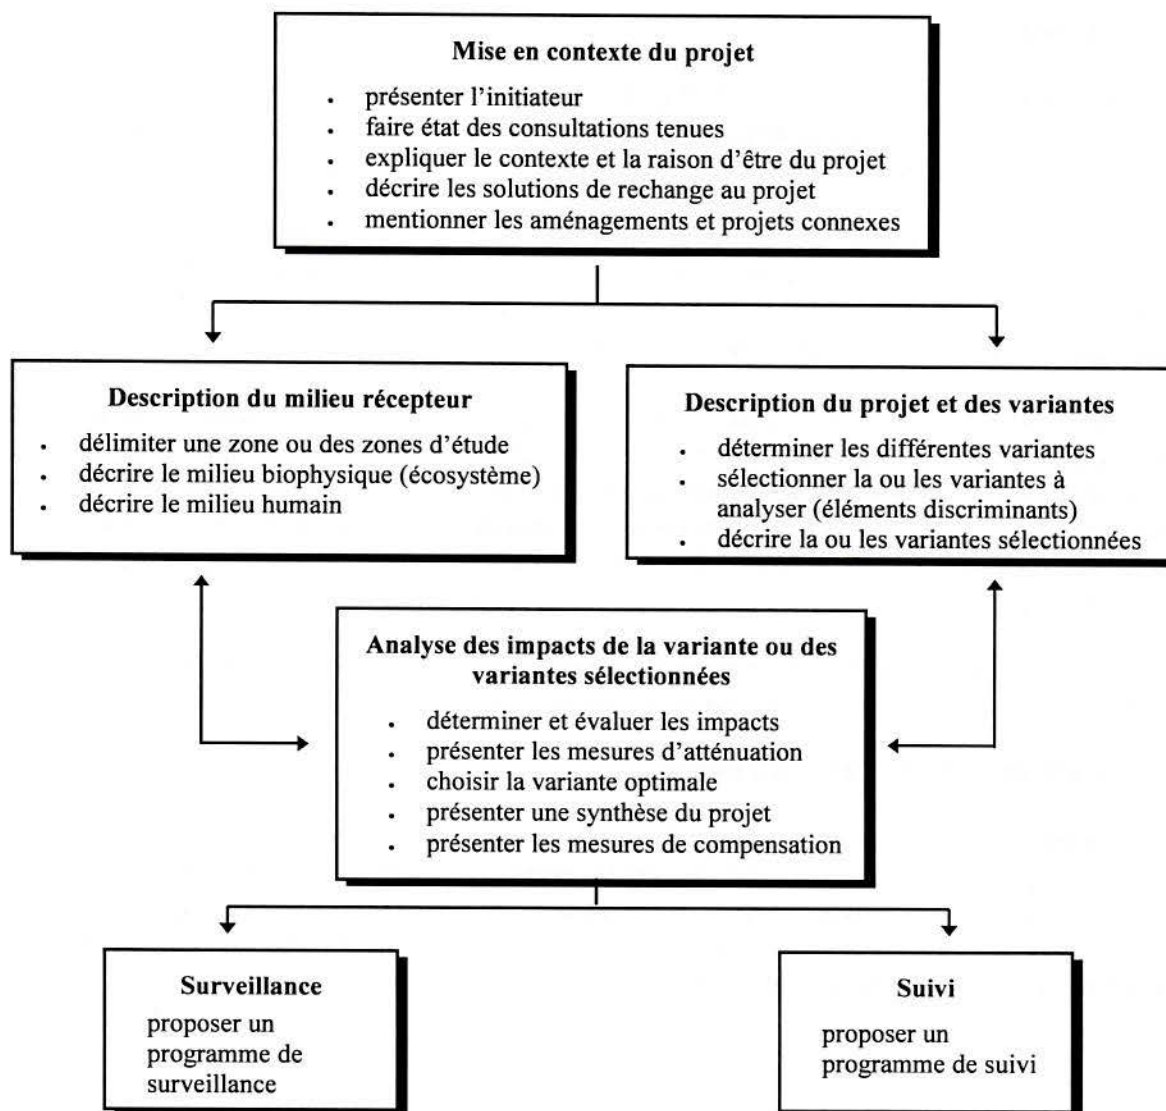 Mise en contexte du projet
· présenter l'initiateur
· faire état des consultations tenues
· expliquer le contexte et la raison d'être du projet
· décrire les solutions de rechange au projet
· mentionner les aménagements et projets connexes
Description du milieu récepteur
· délimiter une zone ou des zones d'étude
· décrire le milieu biophysique (écosystème)
· décrire le milieu humain
Description du projet et des variantes
· déterminer les différentes variantes
· sélectionner la ou les variantes à
analyser (éléments discriminants)
· décrire la ou les variantes sélectionnées
Analyse des impacts de la variante ou des
variantes sélectionnées
· déterminer et évaluer les impacts
· présenter les mesures d'atténuation
· choisir la variante optimale
· présenter une synthèse du projet
· présenter les mesures de compensation
Surveillance
proposer un
programme de
surveillance
Suivi
proposer un
programme de suivi